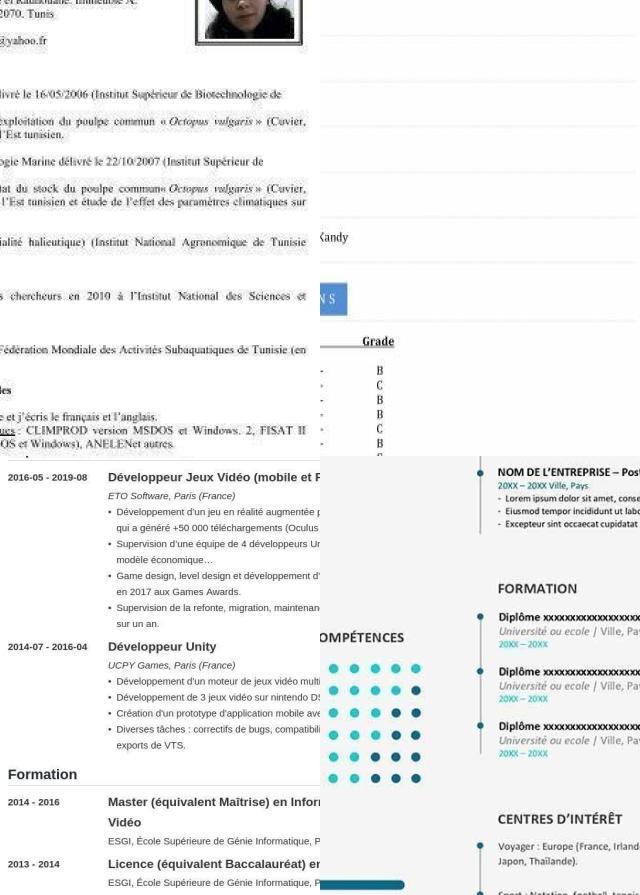 2070. Tunis
@yahoo.fr
livré le 16/05/2006 (Institut Supérieur de Biotechnologie de
exploitation du poulpe commun « Octopus vulgaris » (Cuvier,
l'Est tunisien.
ogie Marine délivré le 22/10/2007 (Institut Supérieur de
tat du stock du poulpe commun« Octopus vulgaris » (Cuvier,
l'Est tunisien et étude de l'effet des paramètres climatiques sur
ialité halieutique) (Institut National Agronomique de Tunisie
s chercheurs en 2010 à l'Institut National des Sciences et
Fédération Mondiale des Activités Subaquatiques de Tunisie (en
les
e et j'écris le français et l'anglais.
ques : CLIMPROD version MSDOS et Windows. 2, FISAT II
OS et Windows), ANELENet autres.
Kandy
N S
Grade
- B
- C
- B
- B
- C
- B
C
2016-05 - 2019-08 Développeur Jeux Vidéo (mobile et P
ETO Software, Paris (France)
• Développement d'un jeu en réalité augmentée p
qui a généré +50 000 téléchargements (Oculus
• Supervision d'une équipe de 4 développeurs Un
modèle économique…
• Game design, level design et développement d'
en 2017 aux Games Awards.
• Supervision de la refonte, migration, maintenan
sur un an.
2014-07 - 2016-04 Développeur Unity
UCPY Games, Paris (France)
• Développement d'un moteur de jeux vidéo multi
• Développement de 3 jeux vidéo sur nintendo DS
• Création d'un prototype d'application mobile ave
• Diverses tâches : correctifs de bugs, compatibili
exports de VTS.
Formation
2014 - 2016 Master (équivalent Maîtrise) en Inforr
Vidéo
ESGI, École Supérieure de Génie Informatique, P
2013 - 2014 Licence (équivalent Baccalauréat) en
ESGI, École Supérieure de Génie Informatique, P
OMPÉTENCES
NOM DE L'ENTREPRISE – Post
20XX – 20XX Ville, Pays
- Lorem ipsum dolor sit amet, conse
- Eiusmod tempor incididunt ut labo
- Excepteur sint occaecat cupidatat
FORMATION
Diplôme xxxxxxxxxxxxxxxxxx
Université ou ecole | Ville, Pay
20XX – 20XX
Diplôme xxxxxxxxxxxxxxxxxx
Université ou ecole | Ville, Pay
20XX – 20XX
Diplôme xxxxxxxxxxxxxxxxxx
Université ou ecole | Ville, Pay
20XX – 20XX
CENTRES D'INTÉRÊT
Voyager : Europe (France, Irland
Japon, Thaïlande).